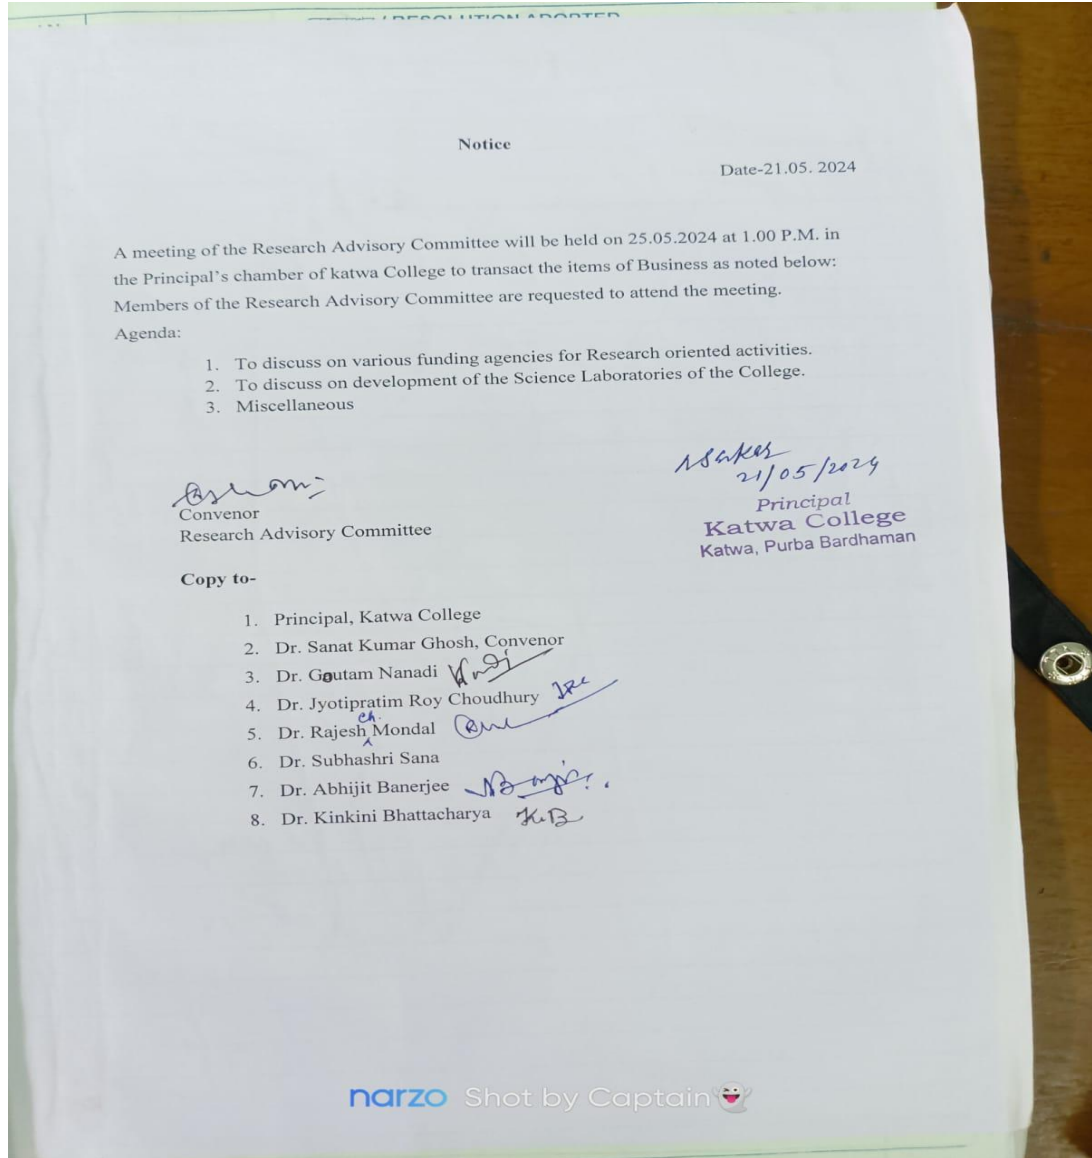 RESOLUTION ADOPTED
Notice
Date-21.05. 2024
A meeting of the Research Advisory Committee will be held on 25.05.2024 at 1.00 P.M. in
the Principal's chamber of katwa College to transact the items of Business as noted below:
Members of the Research Advisory Committee are requested to attend the meeting.
Agenda:
1. To discuss on various funding agencies for Research oriented activities.
2. To discuss on development of the Science Laboratories of the College.
3. Miscellaneous
21/05/2024
Principal
Katwa College
Katwa, Purba Bardhaman
Convenor
Research Advisory Committee
Copy to-
1. Principal, Katwa College
2. Dr. Sanat Kumar Ghosh, Convenor
3. Dr. Goutam Nanadi
4. Dr. Jyotipratim Roy Choudhury
5. Dr. Rajesh Ch. Mondal
6. Dr. Subhashri Sana
7. Dr. Abhijit Banerjee
8. Dr. Kinkini Bhattacharya K.B
narzo Shot by Captain👻